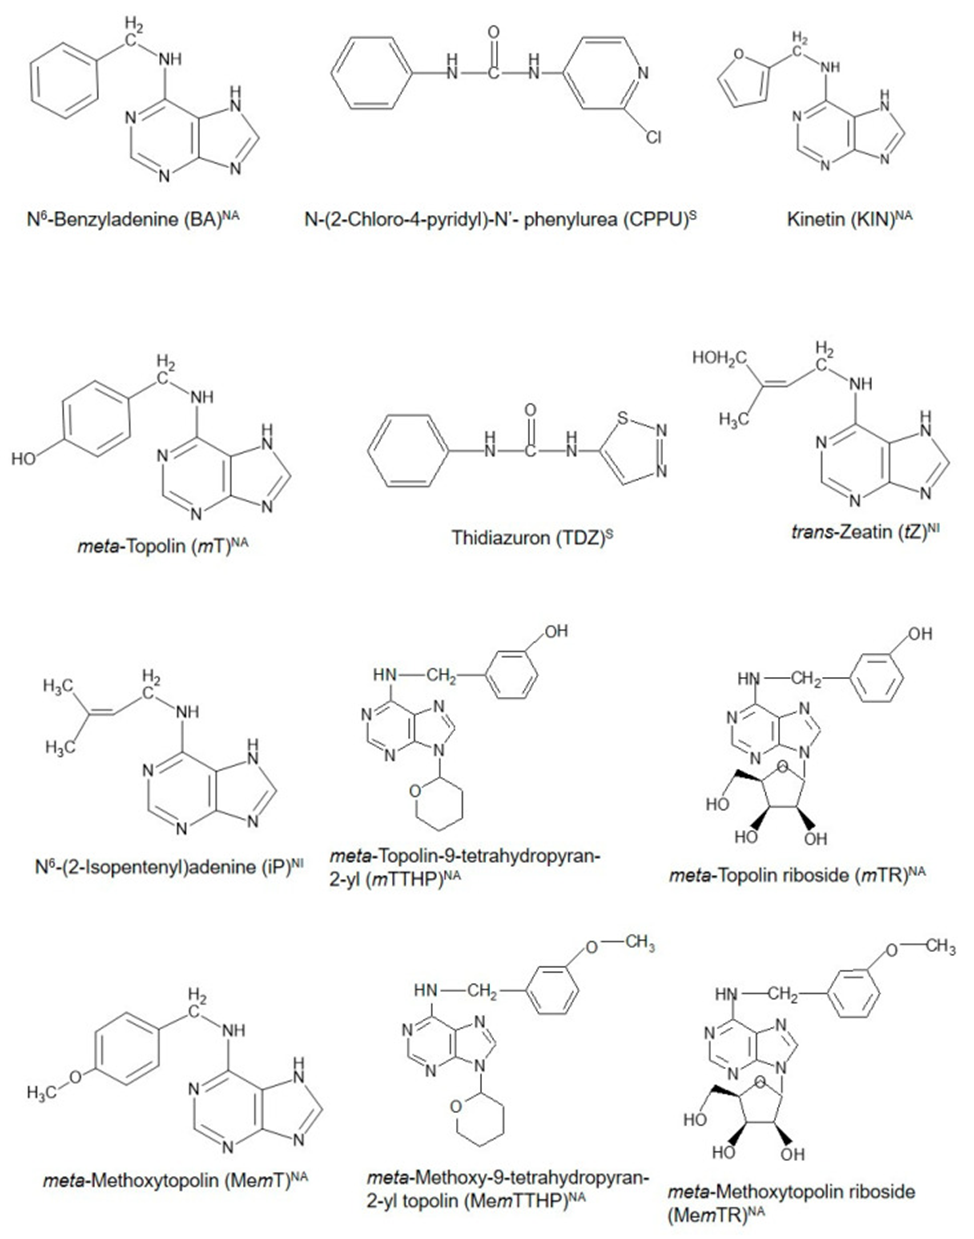 H₂
C
NH
H
N
N
N
N
N⁶-Benzyladenine (BA)ᴺᴬ
O
H
N
C
H
N
N
Cl
N-(2-Chloro-4-pyridyl)-N'- phenylurea (CPPU)ˢ
H₂
C
O
NH
H
N
N
N
N
Kinetin (KIN)ᴺᴬ
H₂
C
NH
HO
H
N
N
N
N
meta-Topolin (mT)ᴺᴬ
O
H
N
C
H
N
S
N
N
Thidiazuron (TDZ)ˢ
HOH₂C
H₂
C
NH
H₃C
H
N
N
N
N
trans-Zeatin (tZ)ᴺᴵ
H₃C
H₂
C
NH
H₃C
H
N
N
N
N
N⁶-(2-Isopentenyl)adenine (iP)ᴺᴵ
OH
HN
CH₂
N
N
N
N
O
meta-Topolin-9-tetrahydropyran-
2-yl (mTTHP)ᴺᴬ
OH
HN
CH₂
N
N
N
N
O
HO
HO
OH
meta-Topolin riboside (mTR)ᴺᴬ
H₂
C
NH
O
H₃C
H
N
N
N
N
meta-Methoxytopolin (MemT)ᴺᴬ
O
CH₃
HN
CH₂
N
N
N
N
O
meta-Methoxy-9-tetrahydropyran-
2-yl topolin (MemTTHP)ᴺᴬ
O
CH₃
HN
CH₂
N
N
N
N
O
HO
HO
OH
meta-Methoxytopolin riboside
(MemTR)ᴺᴬ